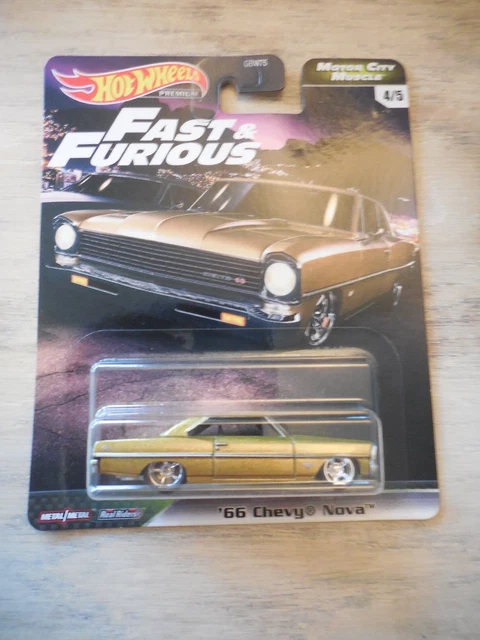 HOT WHEELS
PREMIUM
GBW75
MOTOR CITY
MUSCLE
4/5
FAST &
FURIOUS
METAL/METAL
Real Riders
'66 Chevy® Nova™